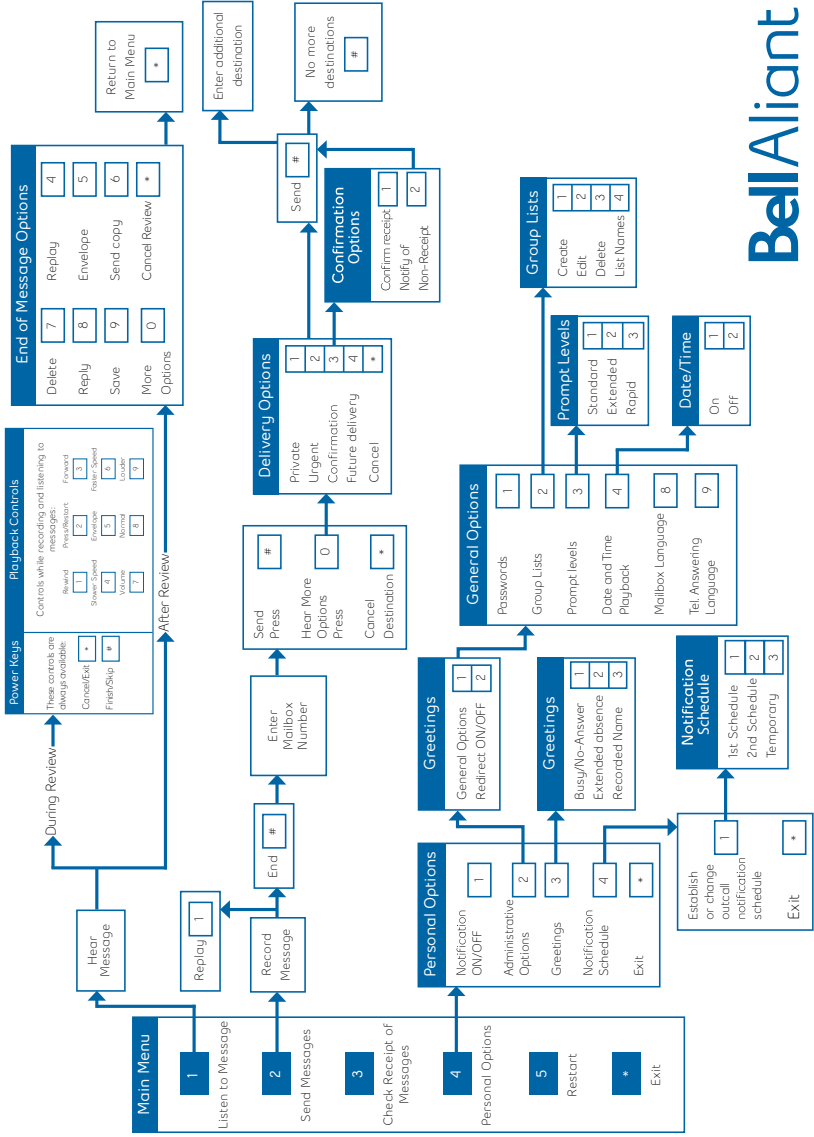 Main Menu
1
Listen to Message
2
Send Messages
3
Check Receipt of
Messages
4
Personal Options
5
Restart
*
Exit
Hear
Message
During Review
After Review
Power Keys
These controls are
always available:
Cancel/Exit
*
Finish/Skip
#
Playback Controls
Controls while recording and listening to
messages:
Rewind
1
Press/Restart
2
Forward
3
Slower Speed
4
Envelope
5
Faster Speed
6
Volume
7
Normal
8
Louder
9
End of Message Options
Delete
7
Replay
4
Reply
8
Envelope
5
Save
9
Send copy
6
More
Options
0
Cancel Review
*
Return to
Main Menu
*
Replay
1
Record
Message
End
#
Enter
Mailbox
Number
Send
Press
#
Hear More
Options
Press
0
Cancel
Destination
*
Delivery Options
Private
1
Urgent
2
Confirmation
3
Future delivery
4
Cancel
*
Confirmation
Options
Confirm receipt
1
Notify of
Non-Receipt
2
Send
#
Enter additional
destination
No more
destinations
#
Personal Options
Notification
ON/OFF
1
Administrative
Options
2
Greetings
3
Notification
Schedule
4
Exit
*
Greetings
General Options
1
Redirect ON/OFF
2
Greetings
Busy/No-Answer
1
Extended absence
2
Recorded Name
3
Establish
or change
outcall
notification
schedule
1
Exit
*
Notification
Schedule
1st Schedule
1
2nd Schedule
2
Temporary
3
General Options
Passwords
1
Group Lists
2
Prompt levels
3
Date and Time
Playback
4
Mailbox Language
8
Tel. Answering
Language
9
Group Lists
Create
1
Edit
2
Delete
3
List Names
4
Prompt Levels
Standard
1
Extended
2
Rapid
3
Date/Time
On
1
Off
2
BellAliant